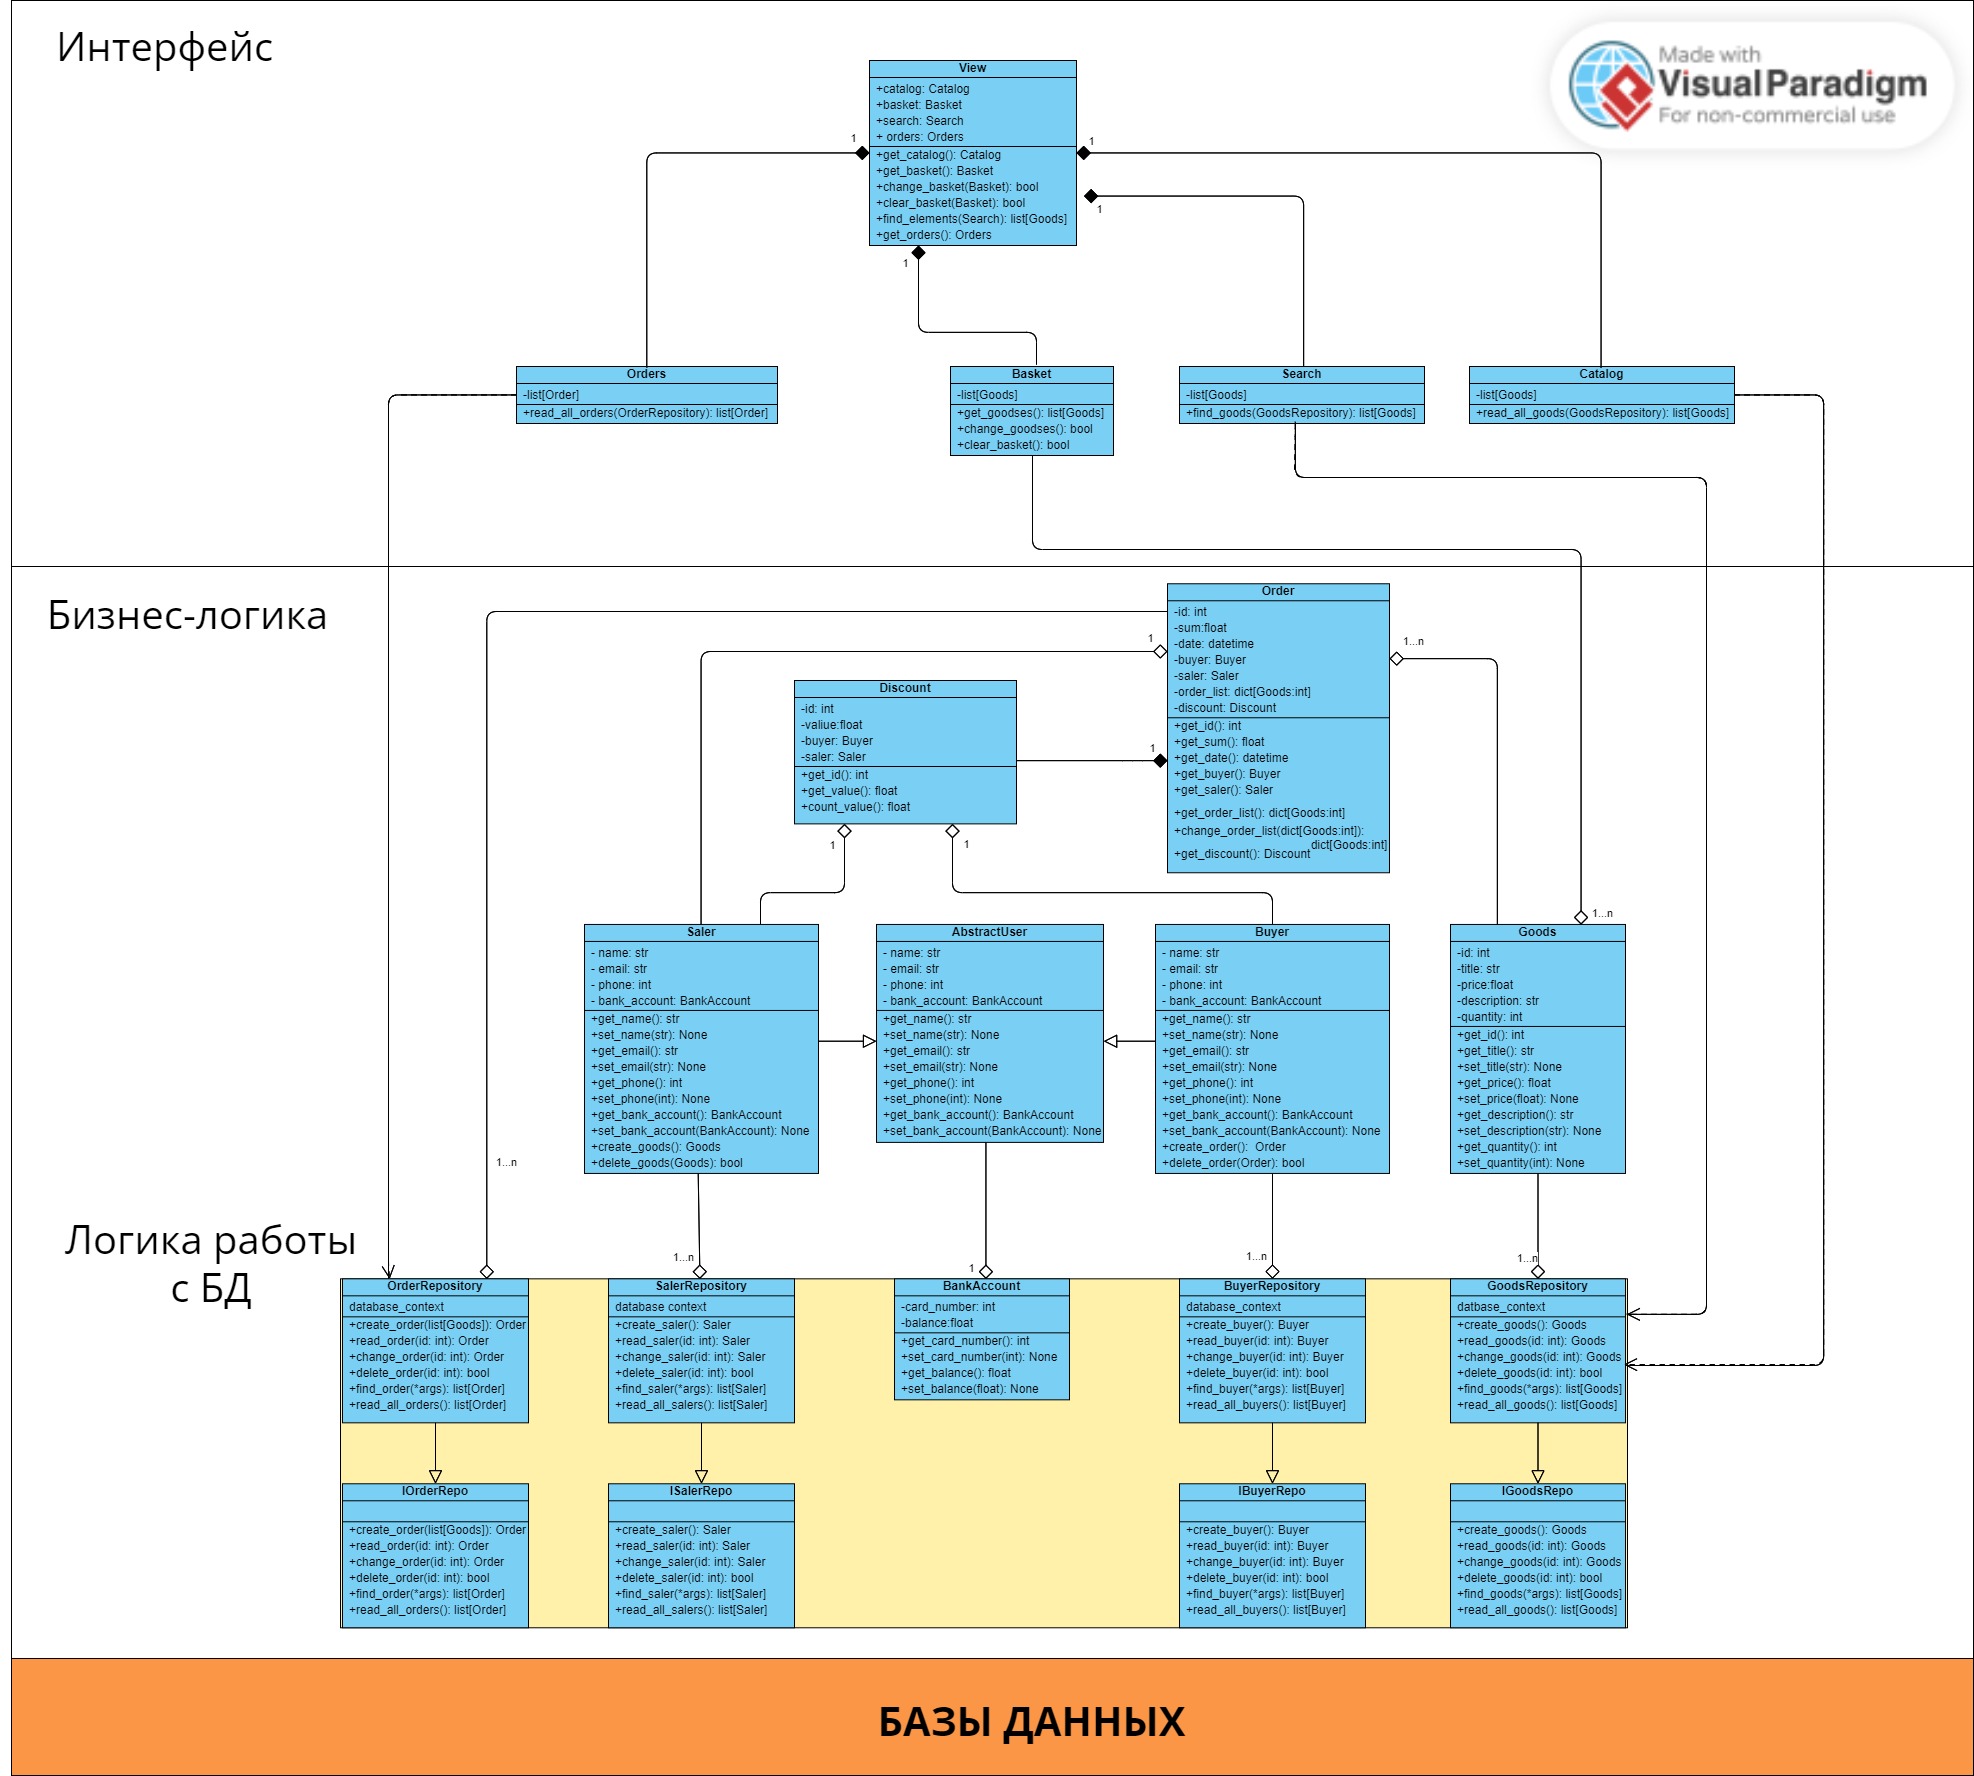 Интерфейс
Made with
Visual Paradigm
For non-commercial use
View
+catalog: Catalog
+basket: Basket
+search: Search
+ orders: Orders
+get_catalog(): Catalog
+get_basket(): Basket
+change_basket(Basket): bool
+clear_basket(Basket): bool
+find_elements(Search): list[Goods]
+get_orders(): Orders
1
1
1
1
Orders
-list[Order]
+read_all_orders(OrderRepository): list[Order]
Basket
-list[Goods]
+get_goodses(): list[Goods]
+change_goodses(): bool
+clear_basket(): bool
Search
-list[Goods]
+find_goods(GoodsRepository): list[Goods]
Catalog
-list[Goods]
+read_all_goods(GoodsRepository): list[Goods]
Бизнес-логика
Order
-id: int
-sum:float
-date: datetime
-buyer: Buyer
-saler: Saler
-order_list: dict[Goods:int]
-discount: Discount
+get_id(): int
+get_sum(): float
+get_date(): datetime
+get_buyer(): Buyer
+get_saler(): Saler
+get_order_list(): dict[Goods:int]
+change_order_list(dict[Goods:int]):
dict[Goods:int]
+get_discount(): Discount
1
1...n
1
Discount
-id: int
-valiue:float
-buyer: Buyer
-saler: Saler
+get_id(): int
+get_value(): float
+count_value(): float
1
1
1...n
Saler
- name: str
- email: str
- phone: int
- bank_account: BankAccount
+get_name(): str
+set_name(str): None
+get_email(): str
+set_email(str): None
+get_phone(): int
+set_phone(int): None
+get_bank_account(): BankAccount
+set_bank_account(BankAccount): None
+create_goods(): Goods
+delete_goods(Goods): bool
AbstractUser
- name: str
- email: str
- phone: int
- bank_account: BankAccount
+get_name(): str
+set_name(str): None
+get_email(): str
+set_email(str): None
+get_phone(): int
+set_phone(int): None
+get_bank_account(): BankAccount
+set_bank_account(BankAccount): None
Buyer
- name: str
- email: str
- phone: int
- bank_account: BankAccount
+get_name(): str
+set_name(str): None
+get_email(): str
+set_email(str): None
+get_phone(): int
+set_phone(int): None
+get_bank_account(): BankAccount
+set_bank_account(BankAccount): None
+create_order(): Order
+delete_order(Order): bool
Goods
-id: int
-title: str
-price:float
-description: str
-quantity: int
+get_id(): int
+get_title(): str
+set_title(str): None
+get_price(): float
+set_price(float): None
+get_description(): str
+set_description(str): None
+get_quantity(): int
+set_quantity(int): None
1...n
Логика работы
с БД
1...n
1
1...n
1...n
OrderRepository
database_context
+create_order(list[Goods]): Order
+read_order(id: int): Order
+change_order(id: int): Order
+delete_order(id: int): bool
+find_order(*args): list[Order]
+read_all_orders(): list[Order]
SalerRepository
database context
+create_saler(): Saler
+read_saler(id: int): Saler
+change_saler(id: int): Saler
+delete_saler(id: int): bool
+find_saler(*args): list[Saler]
+read_all_salers(): list[Saler]
BankAccount
-card_number: int
-balance:float
+get_card_number(): int
+set_card_number(int): None
+get_balance(): float
+set_balance(float): None
BuyerRepository
database_context
+create_buyer(): Buyer
+read_buyer(id: int): Buyer
+change_buyer(id: int): Buyer
+delete_buyer(id: int): bool
+find_buyer(*args): list[Buyer]
+read_all_buyers(): list[Buyer]
GoodsRepository
datbase_context
+create_goods(): Goods
+read_goods(id: int): Goods
+change_goods(id: int): Goods
+delete_goods(id: int): bool
+find_goods(*args): list[Goods]
+read_all_goods(): list[Goods]
IOrderRepo
+create_order(list[Goods]): Order
+read_order(id: int): Order
+change_order(id: int): Order
+delete_order(id: int): bool
+find_order(*args): list[Order]
+read_all_orders(): list[Order]
ISalerRepo
+create_saler(): Saler
+read_saler(id: int): Saler
+change_saler(id: int): Saler
+delete_saler(id: int): bool
+find_saler(*args): list[Saler]
+read_all_salers(): list[Saler]
IBuyerRepo
+create_buyer(): Buyer
+read_buyer(id: int): Buyer
+change_buyer(id: int): Buyer
+delete_buyer(id: int): bool
+find_buyer(*args): list[Buyer]
+read_all_buyers(): list[Buyer]
IGoodsRepo
+create_goods(): Goods
+read_goods(id: int): Goods
+change_goods(id: int): Goods
+delete_goods(id: int): bool
+find_goods(*args): list[Goods]
+read_all_goods(): list[Goods]
БАЗЫ ДАННЫХ